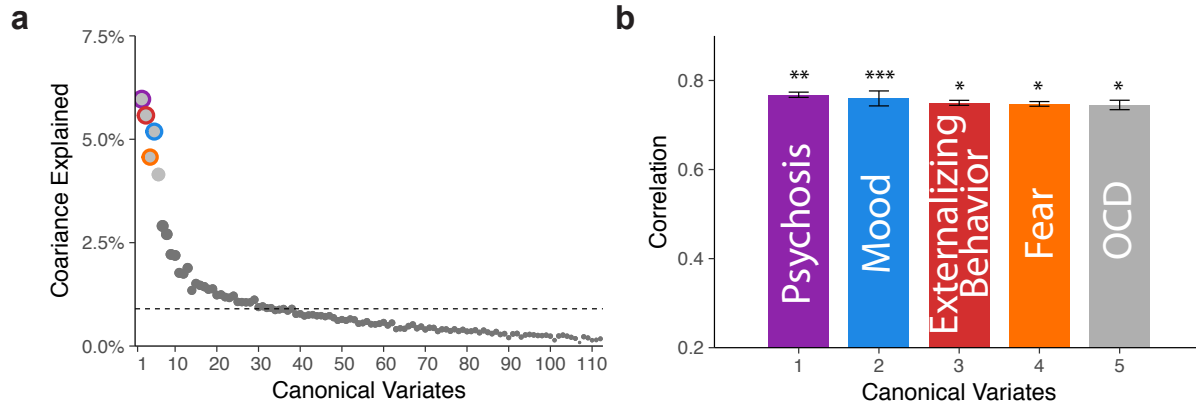 a
7.5%
5.0%
2.5%
0.0%
Coariance Explained
1 10 20 30 40 50 60 70 80 90 100 110
Canonical Variates
b
0.8
0.6
0.4
0.2
Correlation
** *** * * *
Psychosis
Mood
Externalizing
Behavior
Fear
OCD
1 2 3 4 5
Canonical Variates